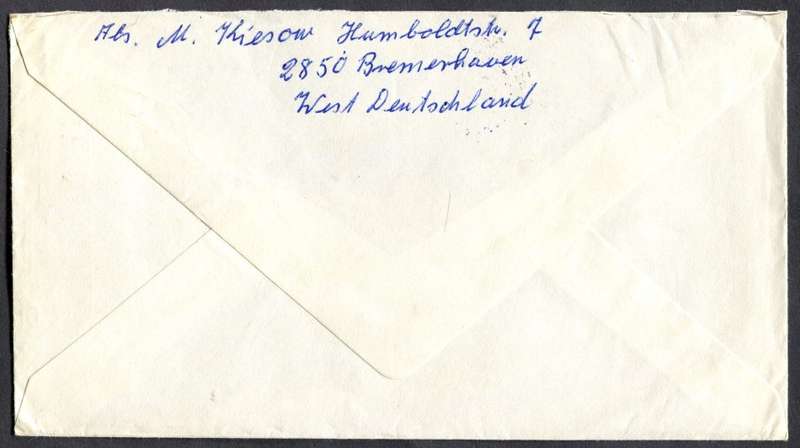 Abs. M. Kiesow Humboldtstr. 7
2850 Bremerhaven
West Deutschland